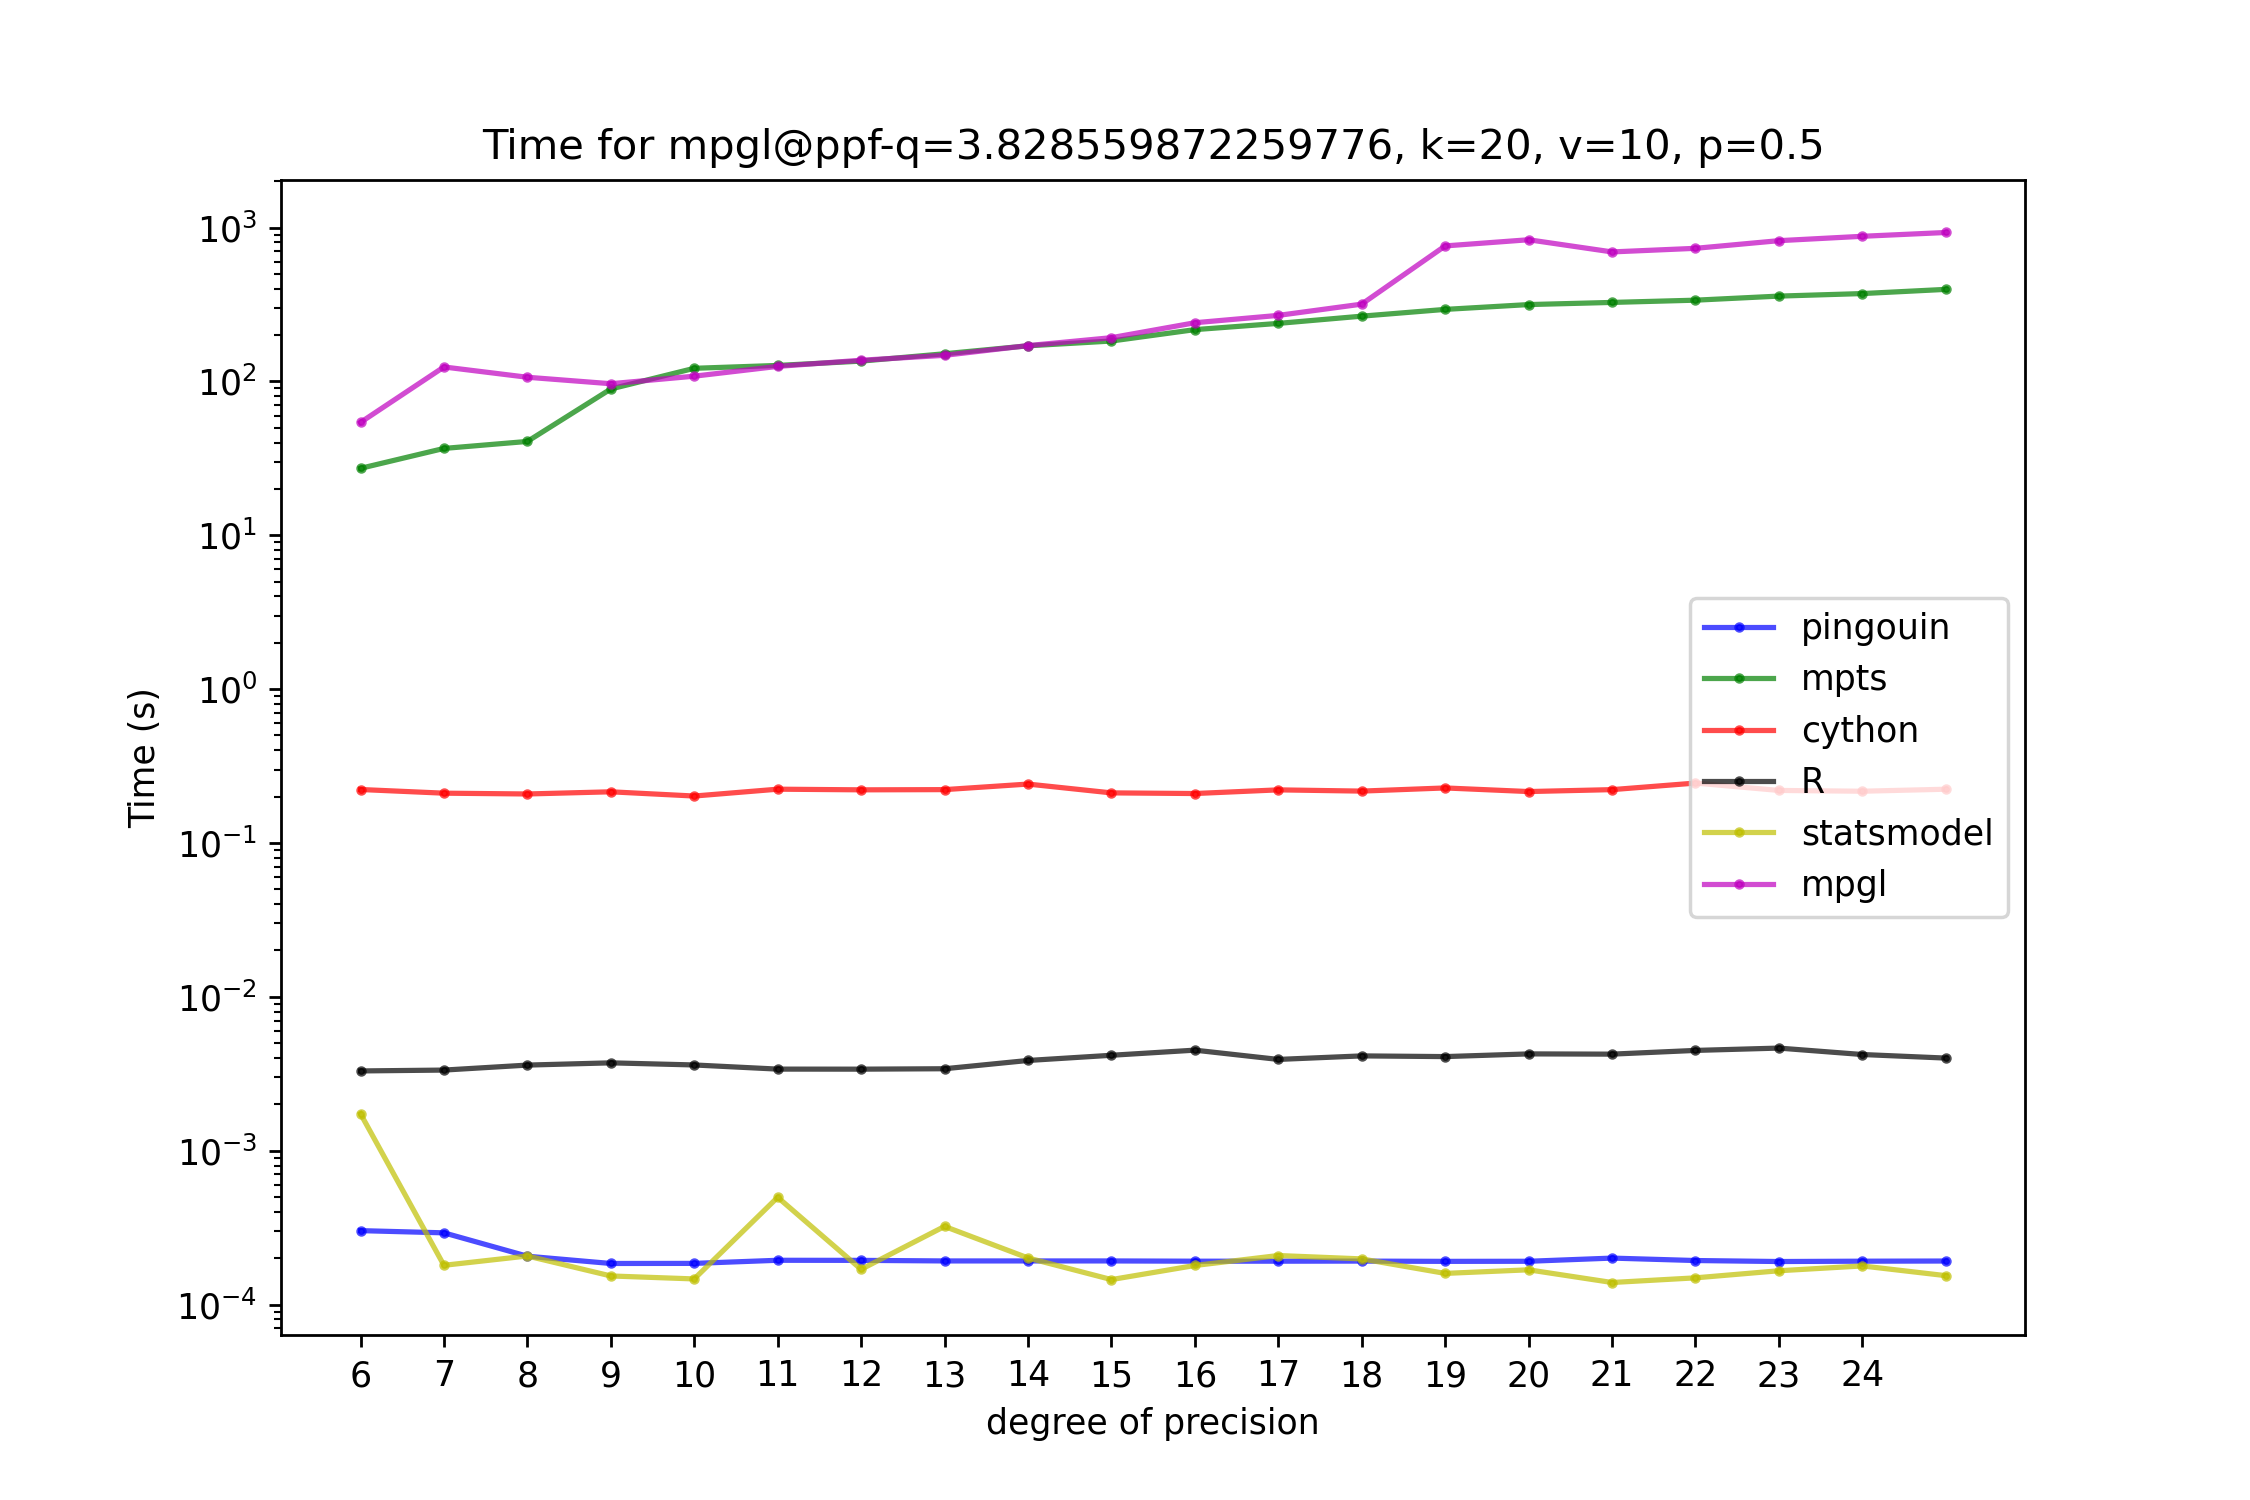 Time for mpgl@ppf-q=3.828559872259776, k=20, v=10, p=0.5
10³
10²
10¹
10⁰
10⁻¹
10⁻²
10⁻³
10⁻⁴
Time (s)
pingouin
mpts
cython
R
statsmodel
mpgl
6 7 8 9 10 11 12 13 14 15 16 17 18 19 20 21 22 23 24
degree of precision